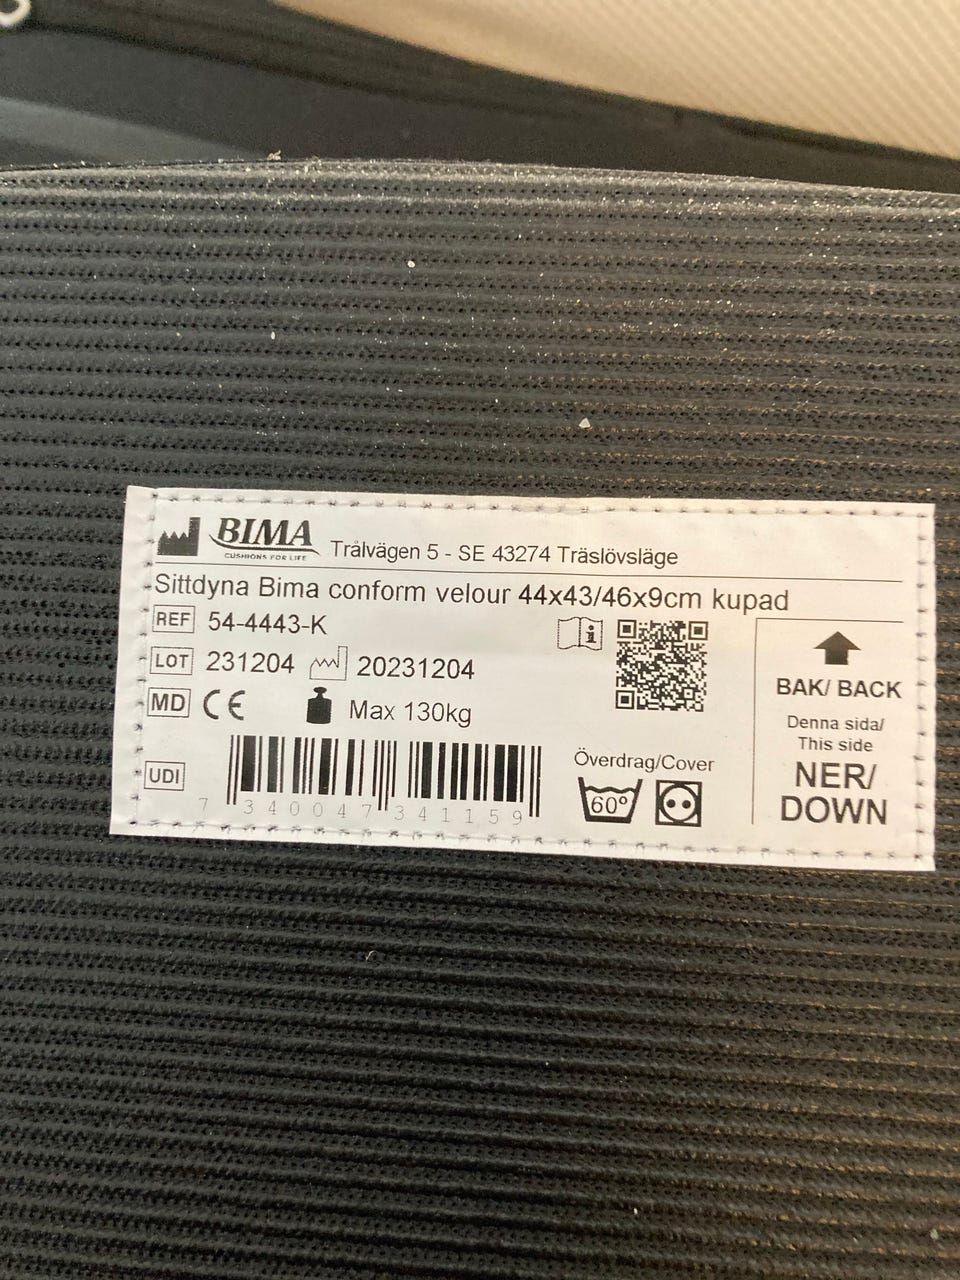 BIMA
CUSHIONS FOR LIFE
Trålvägen 5 - SE 43274 Träslövsläge
Sittdyna Bima conform velour 44x43/46x9cm kupad
REF 54-4443-K
LOT 231204 20231204
MD CE Max 130kg
UDI
7 340047 341159
Överdrag/Cover
60°
BAK/ BACK
Denna sida/
This side
NER/
DOWN